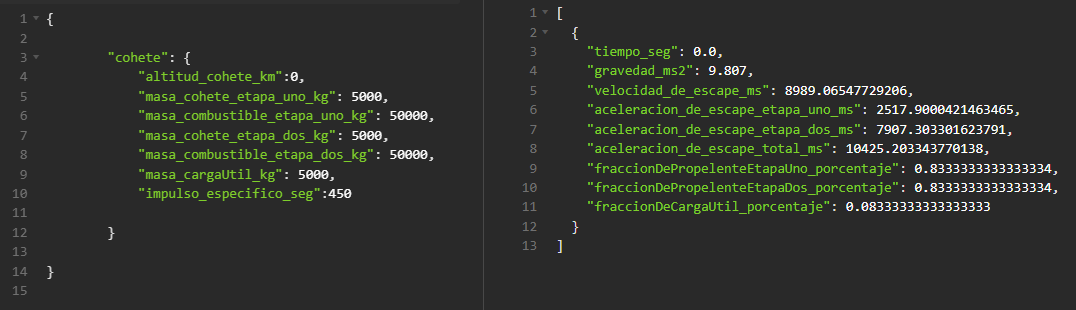 1 {
2
3 "cohete": {
4 "altitud_cohete_km":0,
5 "masa_cohete_etapa_uno_kg": 5000,
6 "masa_combustible_etapa_uno_kg": 50000,
7 "masa_cohete_etapa_dos_kg": 5000,
8 "masa_combustible_etapa_dos_kg": 50000,
9 "masa_cargaUtil_kg": 5000,
10 "impulso_especifico_seg":450
11
12 }
13
14 }
15
1 [
2 {
3 "tiempo_seg": 0.0,
4 "gravedad_ms2": 9.807,
5 "velocidad_de_escape_ms": 8989.06547729206,
6 "aceleracion_de_escape_etapa_uno_ms": 2517.9000421463465,
7 "aceleracion_de_escape_etapa_dos_ms": 7907.303301623791,
8 "aceleracion_de_escape_total_ms": 10425.203343770138,
9 "fraccionDePropelenteEtapaUno_porcentaje": 0.8333333333333334,
10 "fraccionDePropelenteEtapaDos_porcentaje": 0.8333333333333334,
11 "fraccionDeCargaUtil_porcentaje": 0.08333333333333333
12 }
13 ]